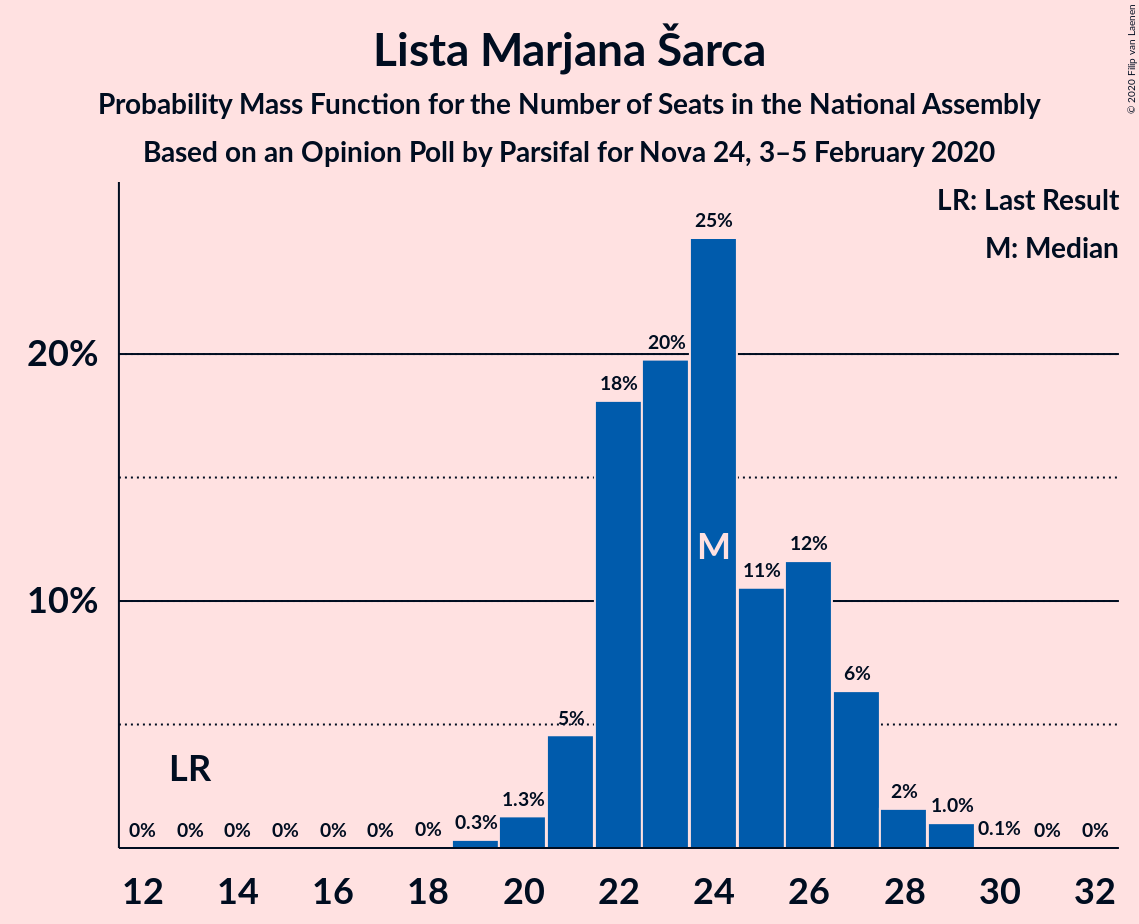 Lista Marjana Šarca
Probability Mass Function for the Number of Seats in the National Assembly
Based on an Opinion Poll by Parsifal for Nova 24, 3–5 February 2020
© 2020 Filip van Laenen
LR: Last Result
M: Median
25%
20%
20%
18%
M
12%
11%
10%
6%
5%
LR
2%
1.3%
1.0%
0.3%
0% 0% 0% 0% 0% 0% 0% 0.1% 0% 0%
12 14 16 18 20 22 24 26 28 30 32